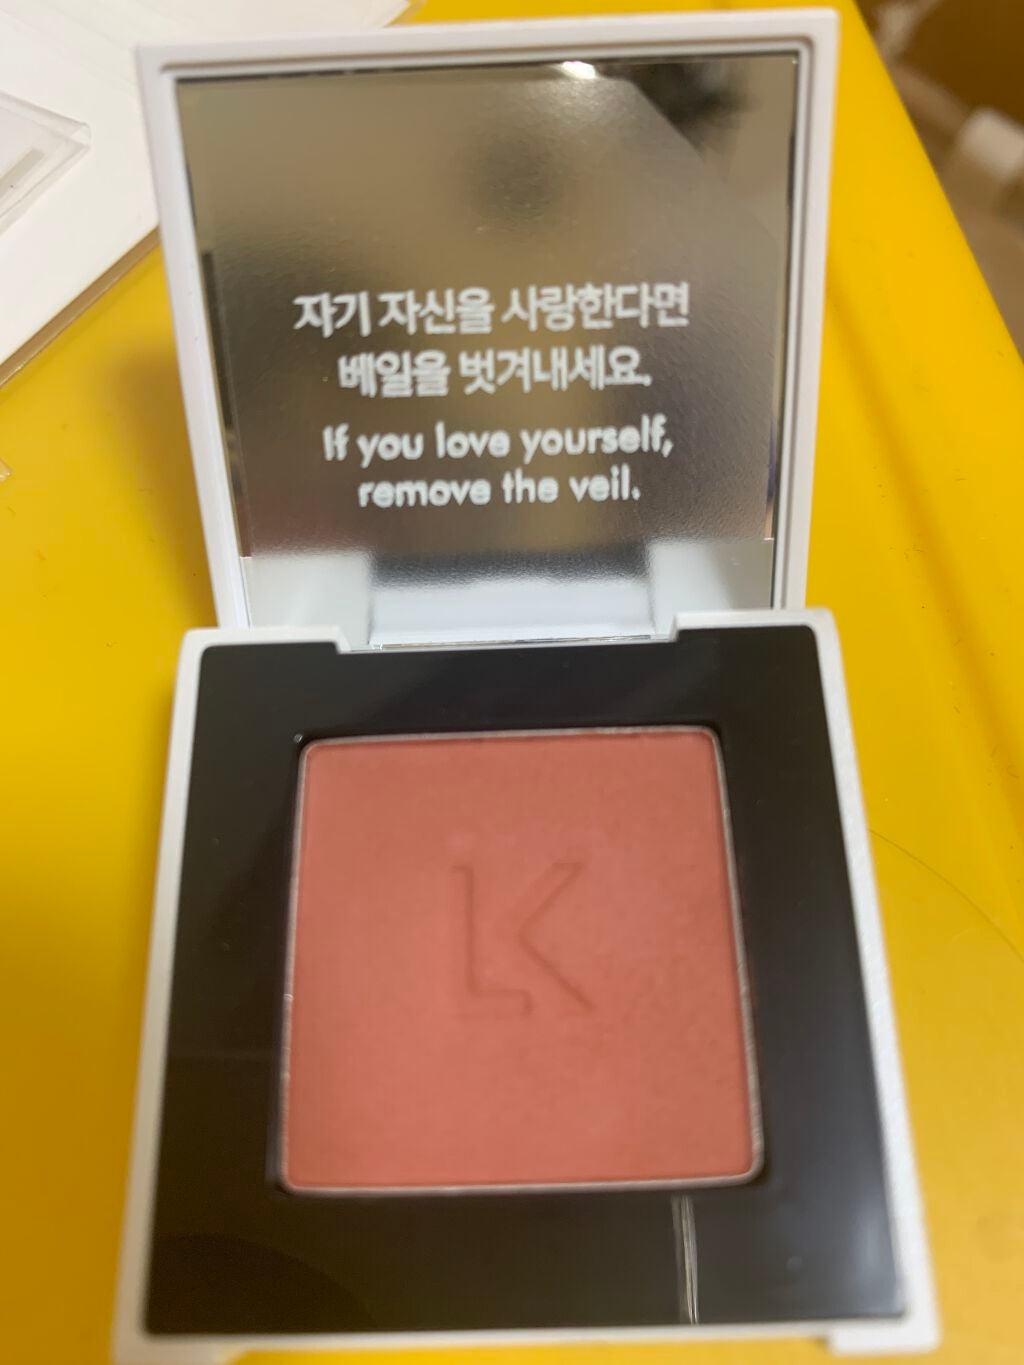 자기 자신을 사랑한다면
베일을 벗겨내세요.
If you love yourself,
remove the veil.
LK